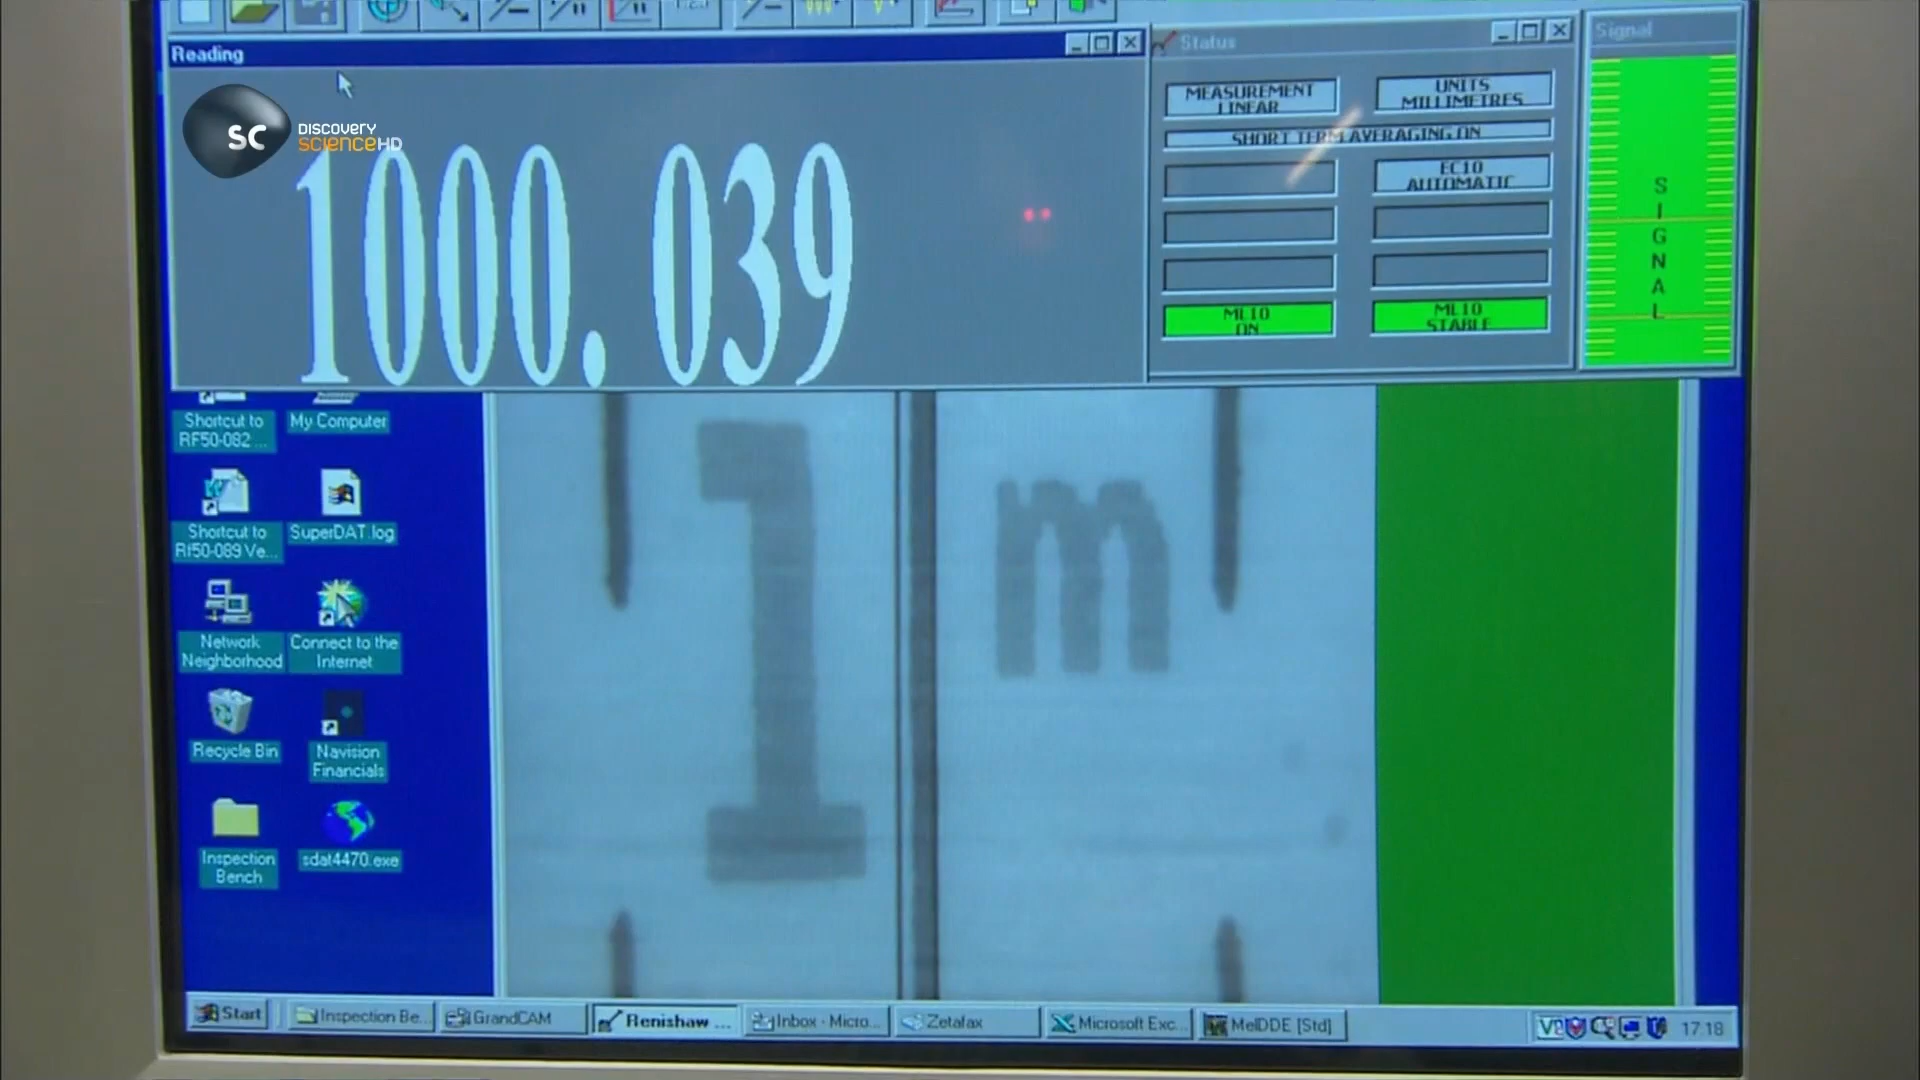 Reading
Status
Signal
SC
DISCOVERY
SCIENCE HD
1000.039
MEASUREMENT
LINEAR
UNITS
MILLIMETRES
SHORT TERM AVERAGING ON
EC10
AUTOMATIC
ML10
ON
ML10
STABLE
SIGNAL
Shortcut to
RF50-082 ...
My Computer
Shortcut to
Rf50-089 Ve...
SuperDAT.log
Network
Neighborhood
Connect to the
Internet
Recycle Bin
Navision
Financials
Inspection
Bench
sdat4470.exe
1 m
Start
Inspection Be...
GrandCAM
Renishaw ...
Inbox - Micro...
Zetafax
Microsoft Exc...
MelDDE [Std]
17:18